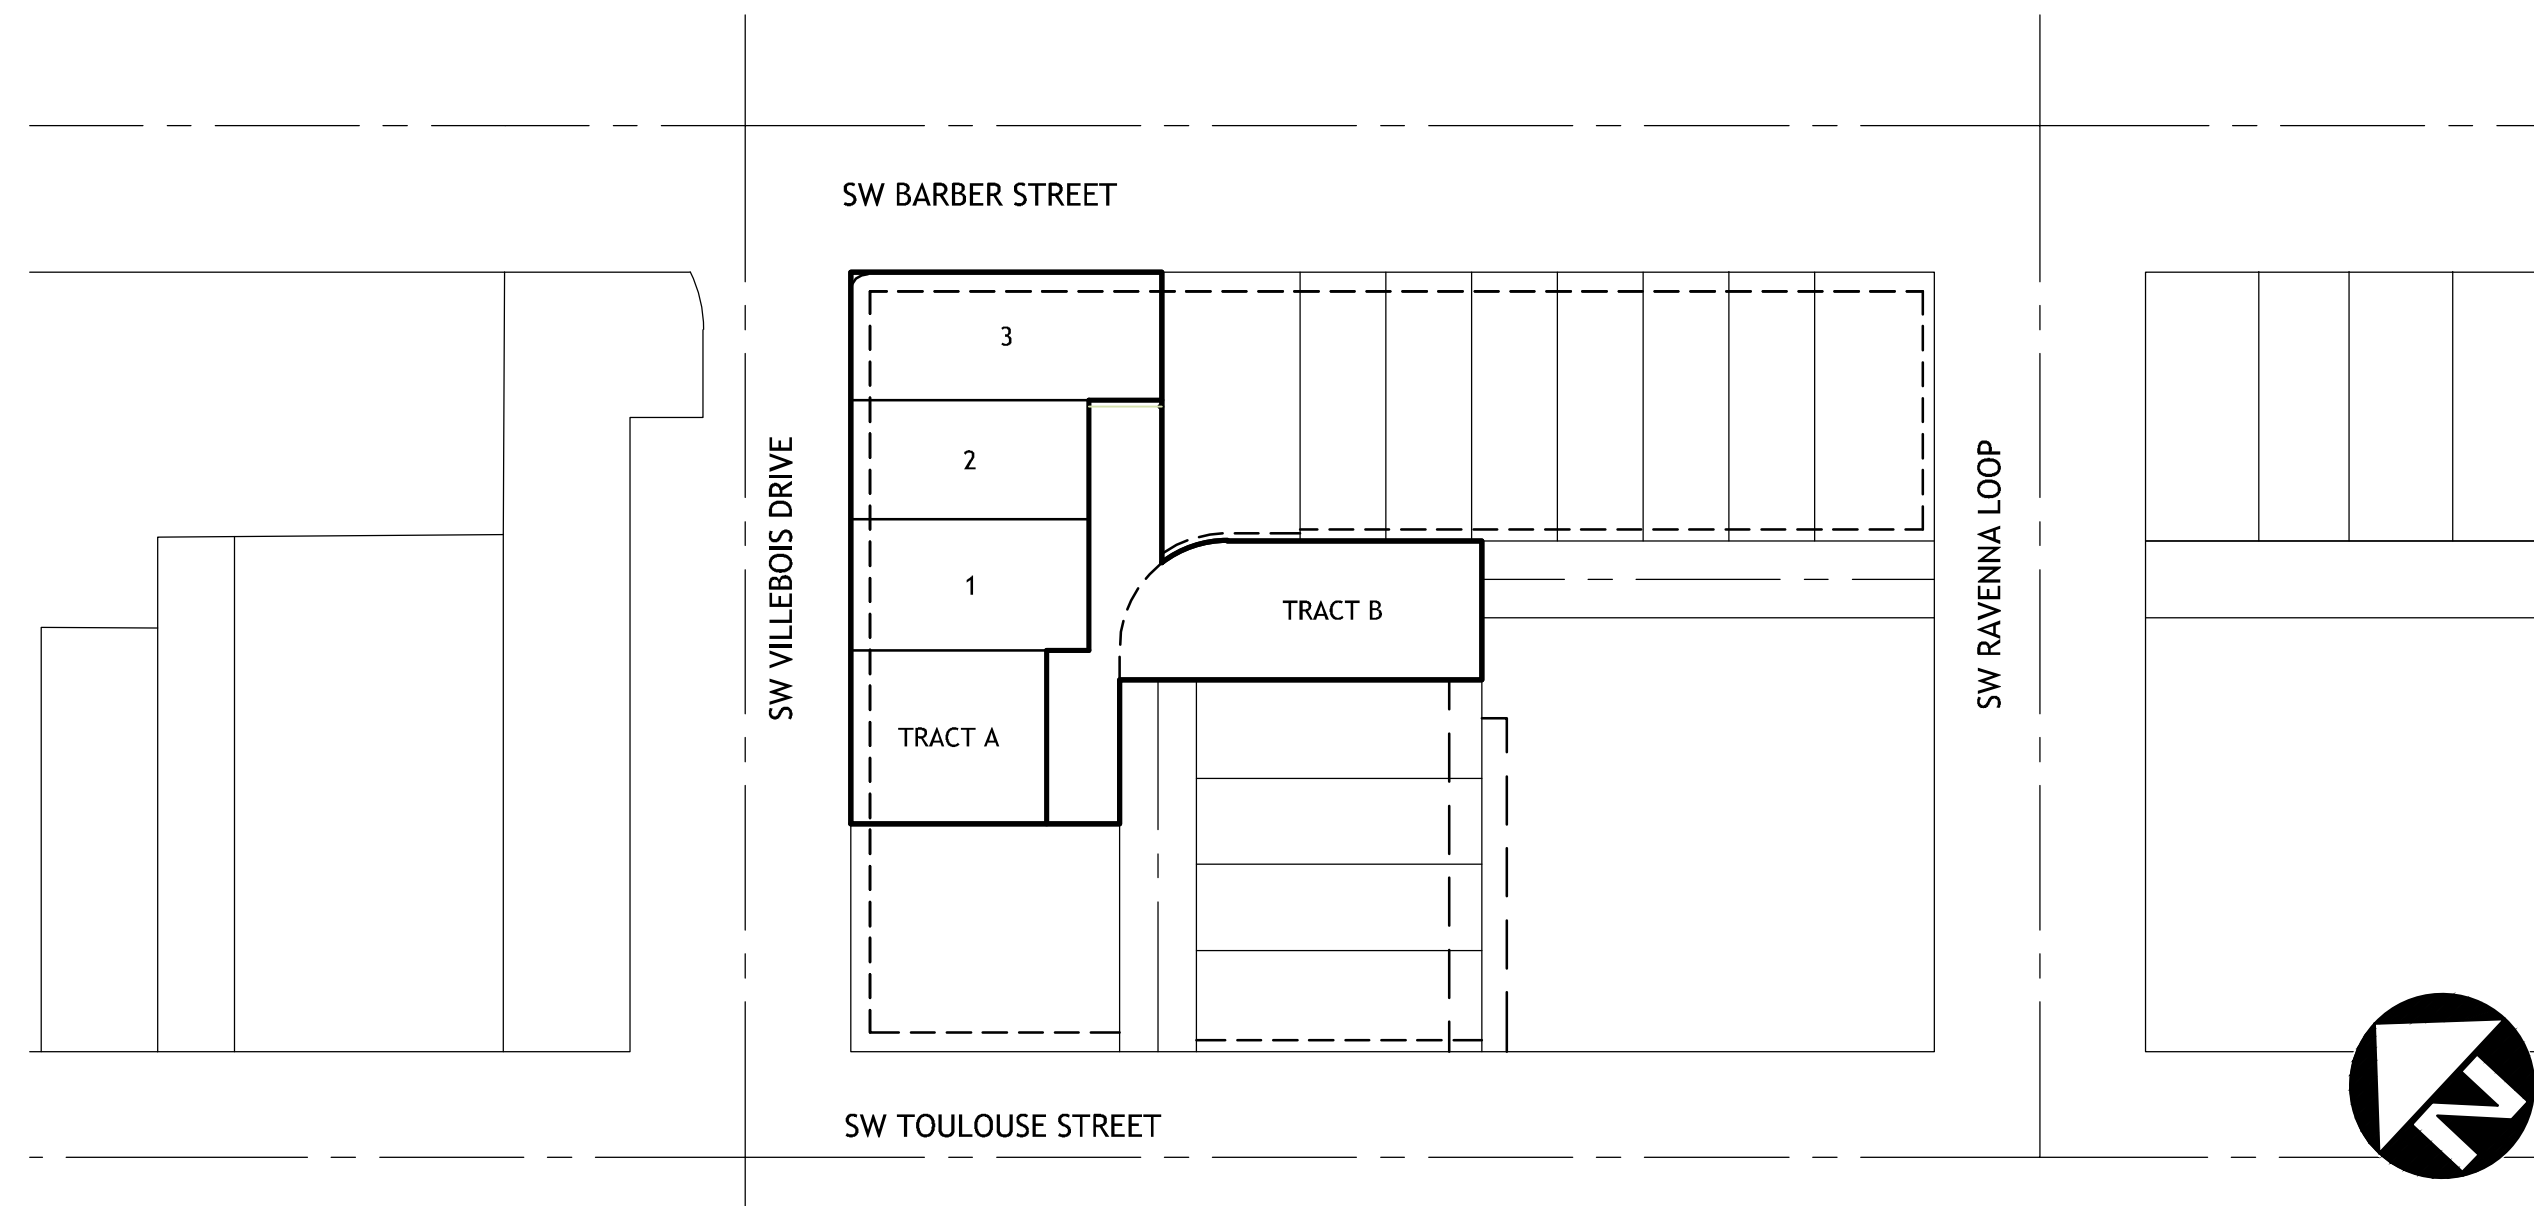 SW BARBER STREET
3
2
1
SW VILLEBOIS DRIVE
TRACT A
TRACT B
SW RAVENNA LOOP
SW TOULOUSE STREET
N